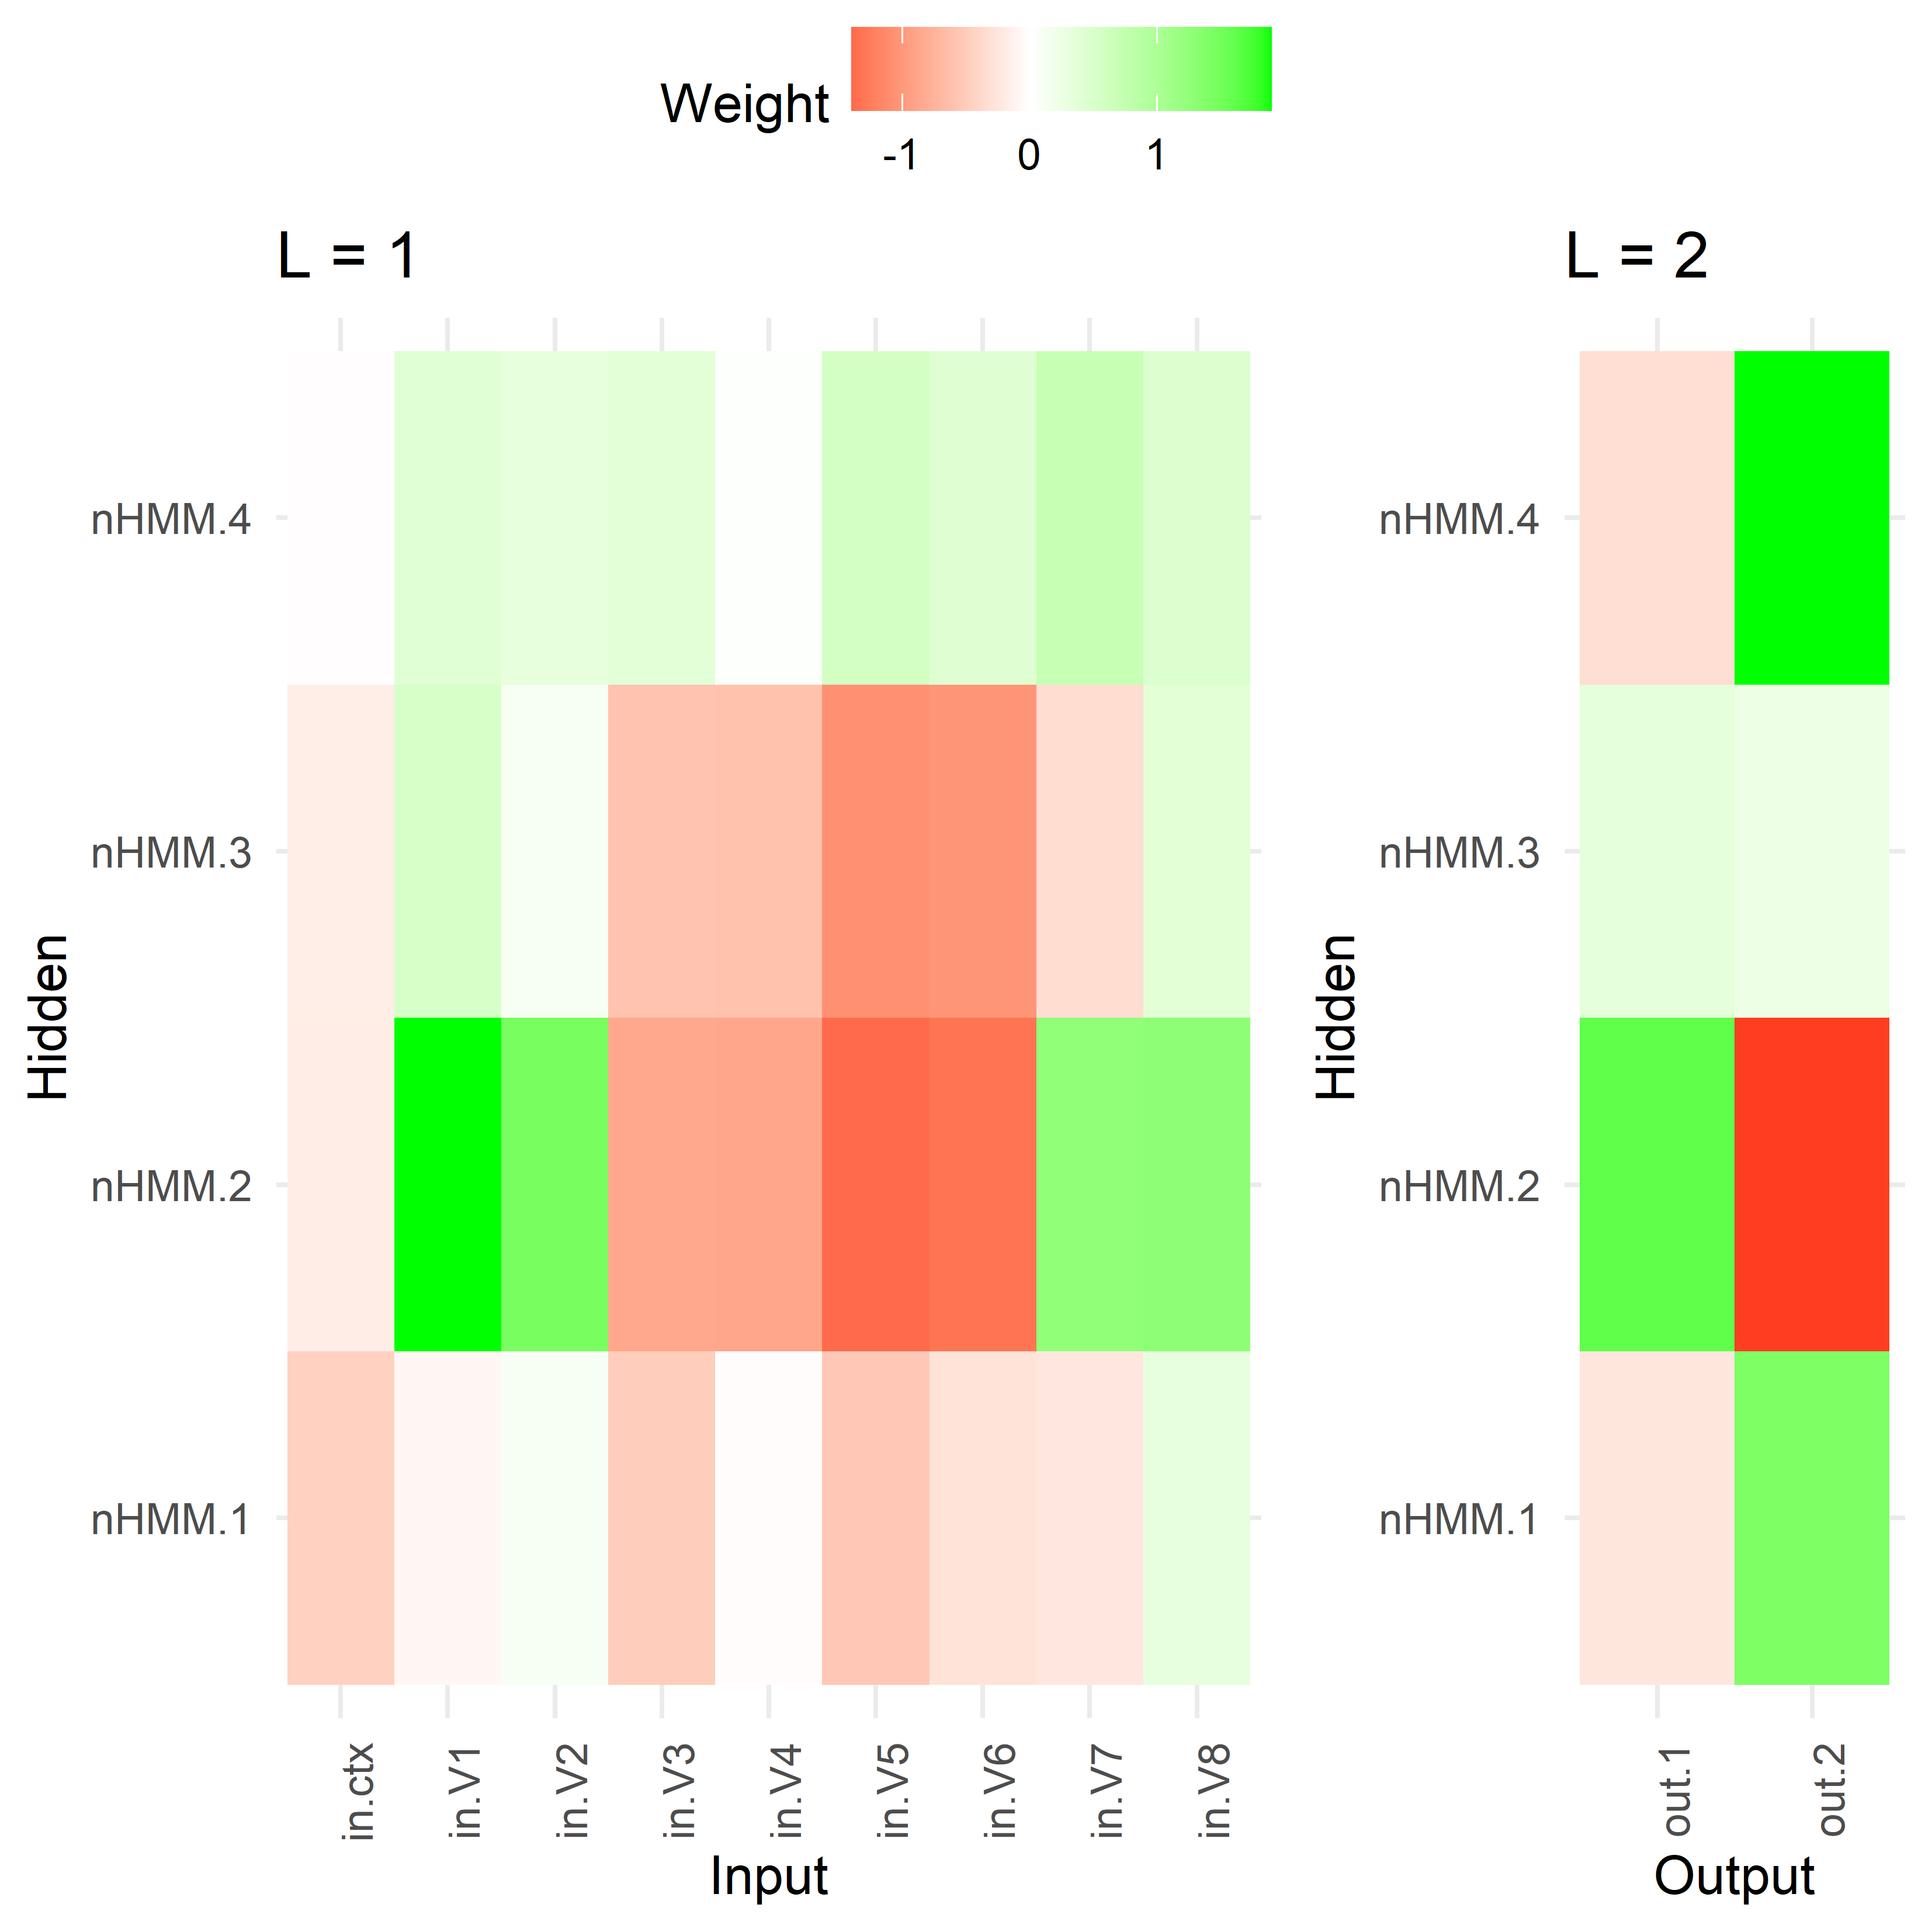 Weight
-1 0 1
L = 1
L = 2
nHMM.4
nHMM.3
nHMM.2
nHMM.1
Hidden
in.ctx
in.V1
in.V2
in.V3
in.V4
in.V5
in.V6
in.V7
in.V8
Input
nHMM.4
nHMM.3
nHMM.2
nHMM.1
Hidden
out.1
out.2
Output